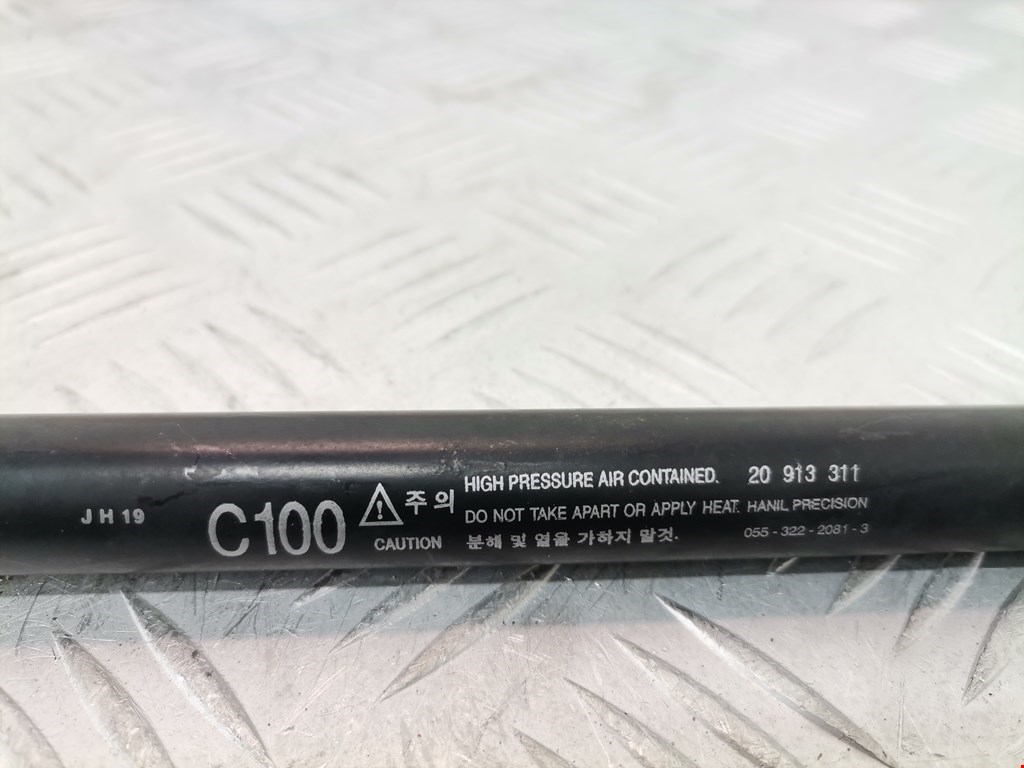 JH19
C100
주의
CAUTION
HIGH PRESSURE AIR CONTAINED. 20 913 311
DO NOT TAKE APART OR APPLY HEAT. HANIL PRECISION
분해 및 열을 가하지 말것. 055-322-2081-3